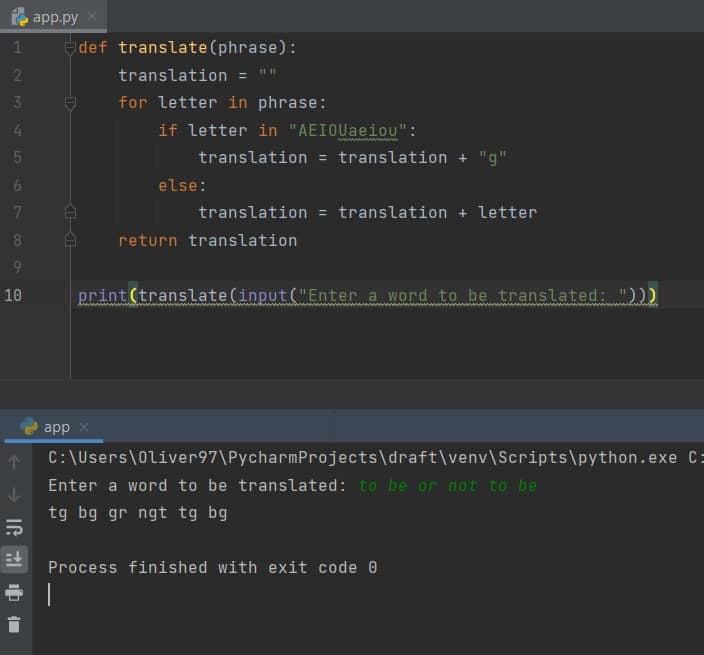 app.py
1 def translate(phrase):
2     translation = ""
3     for letter in phrase:
4         if letter in "AEIOUaeiou":
5             translation = translation + "g"
6         else:
7             translation = translation + letter
8     return translation
9
10 print(translate(input("Enter a word to be translated: ")))
app
C:\Users\Oliver97\PycharmProjects\draft\venv\Scripts\python.exe C:
Enter a word to be translated: to be or not to be
tg bg gr ngt tg bg
Process finished with exit code 0